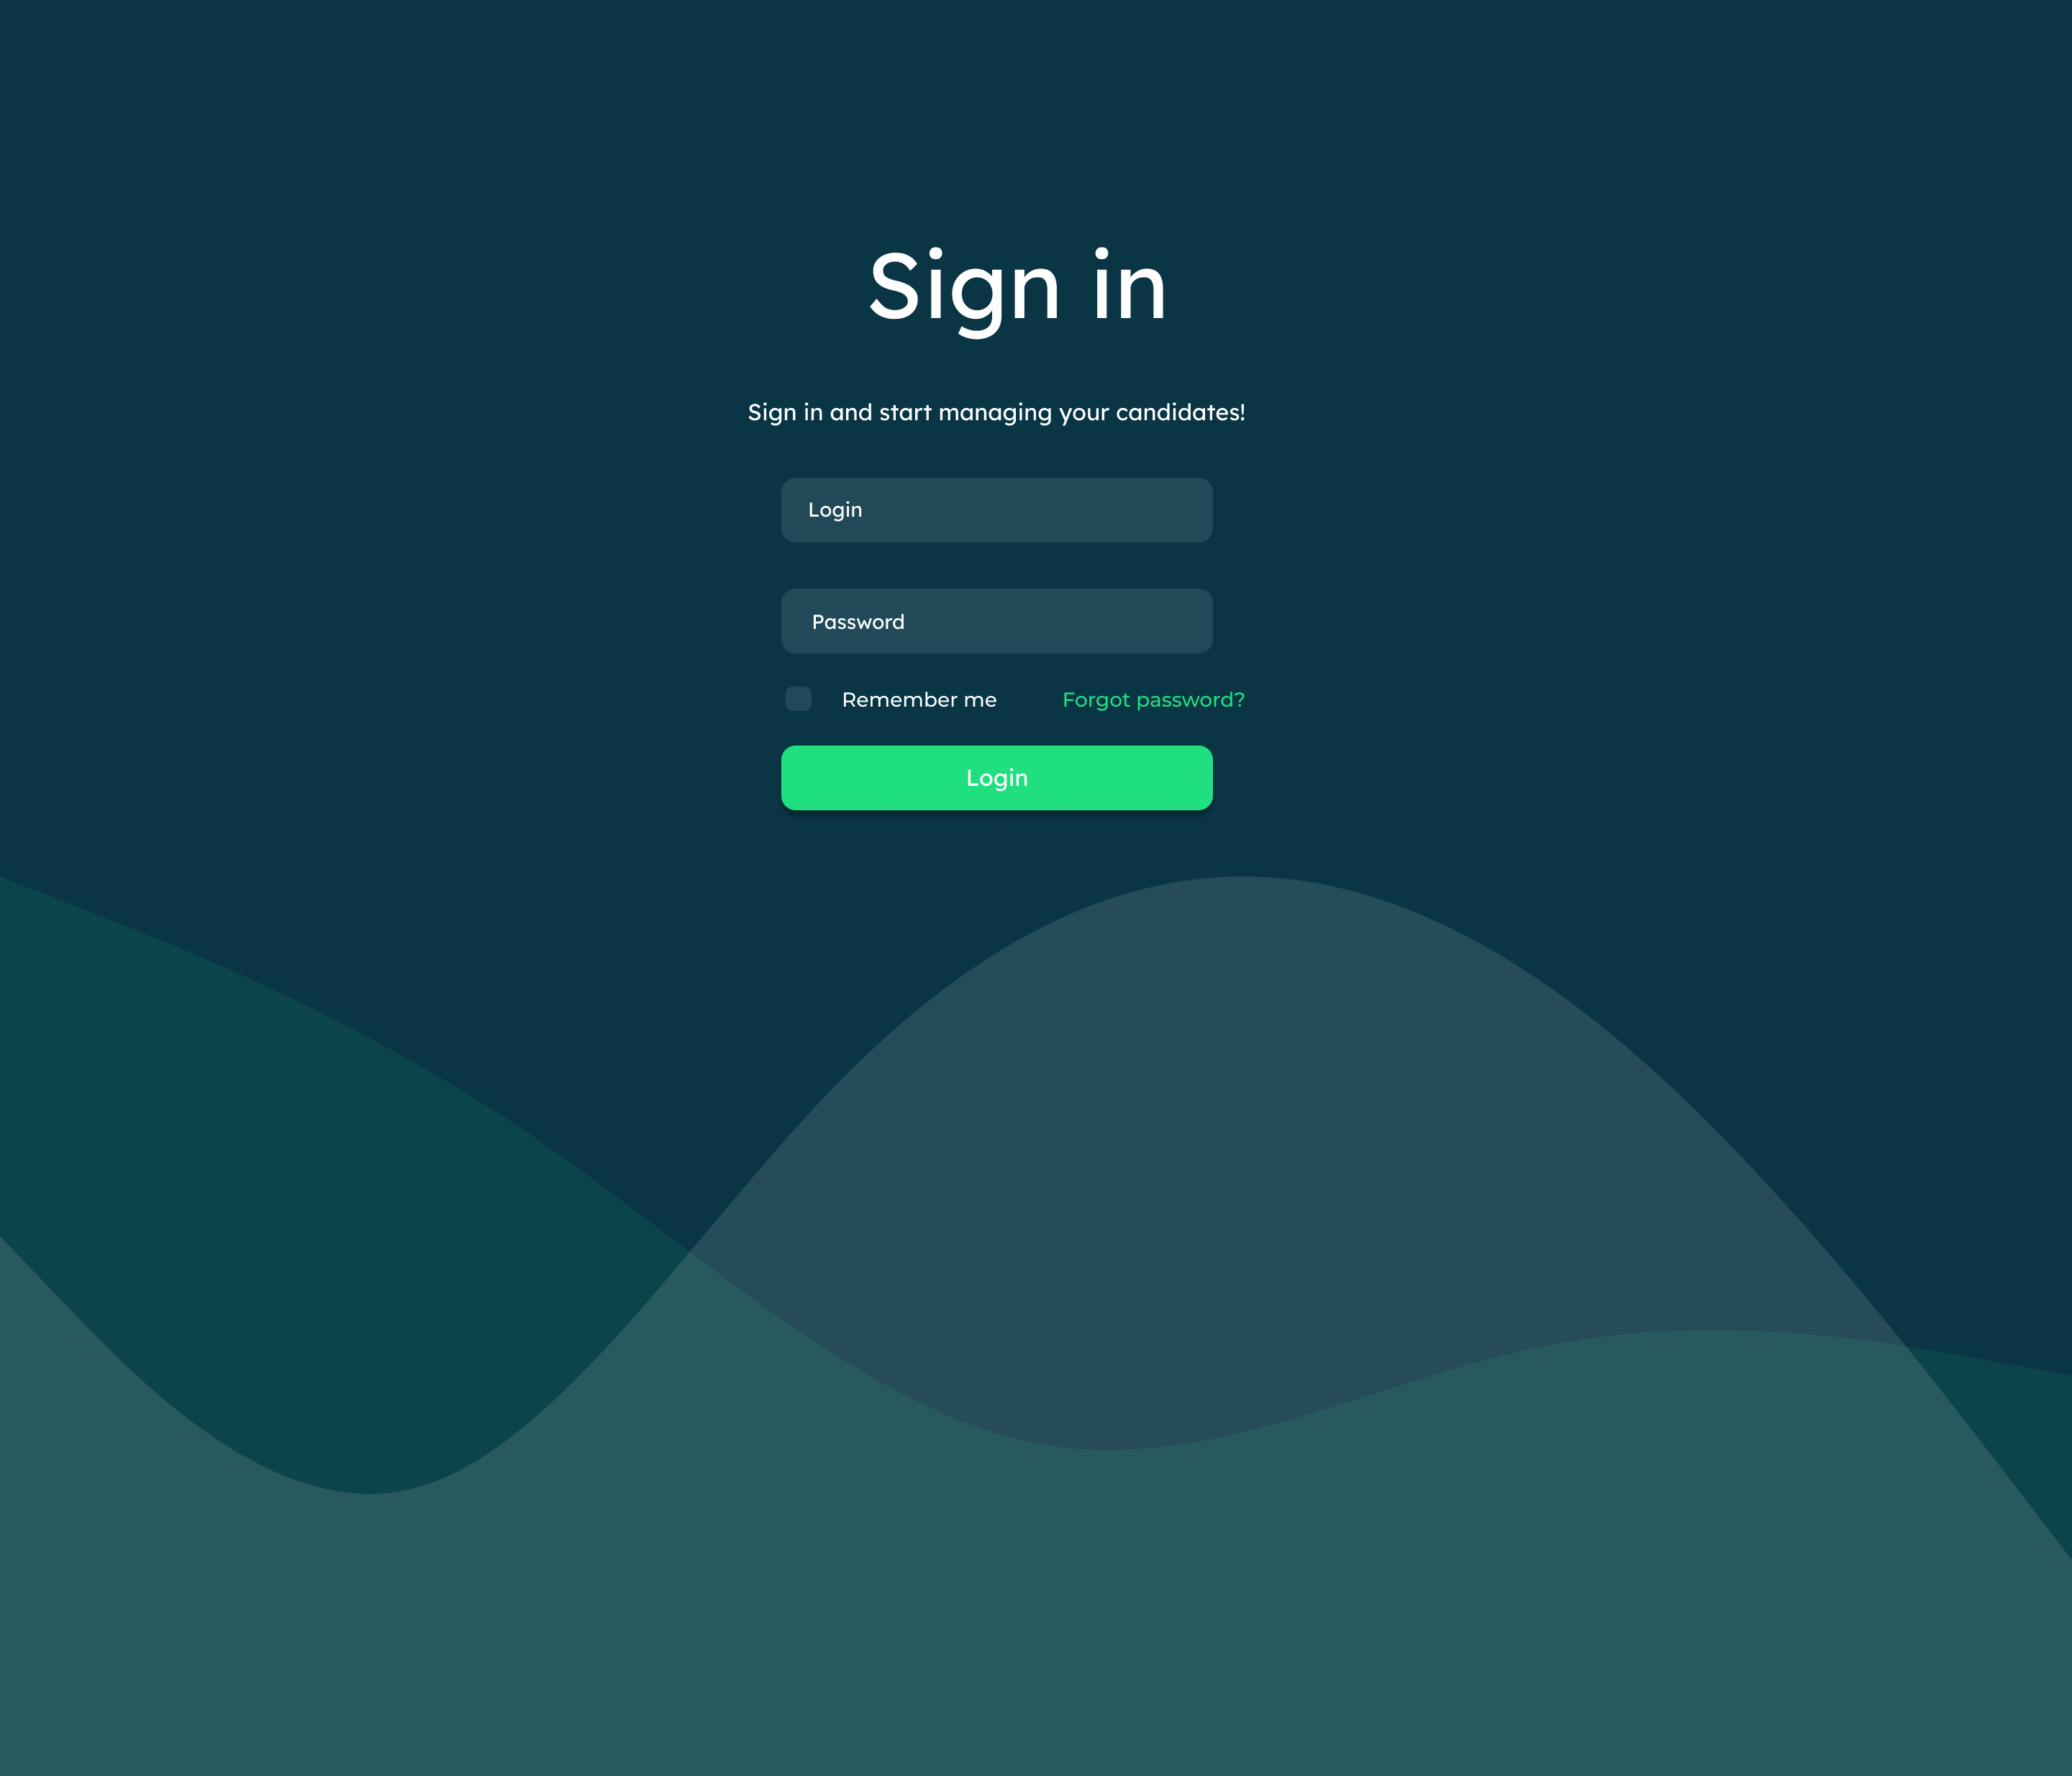 Sign in
Sign in and start managing your candidates!
Login
Password
Remember me Forgot password?
Login